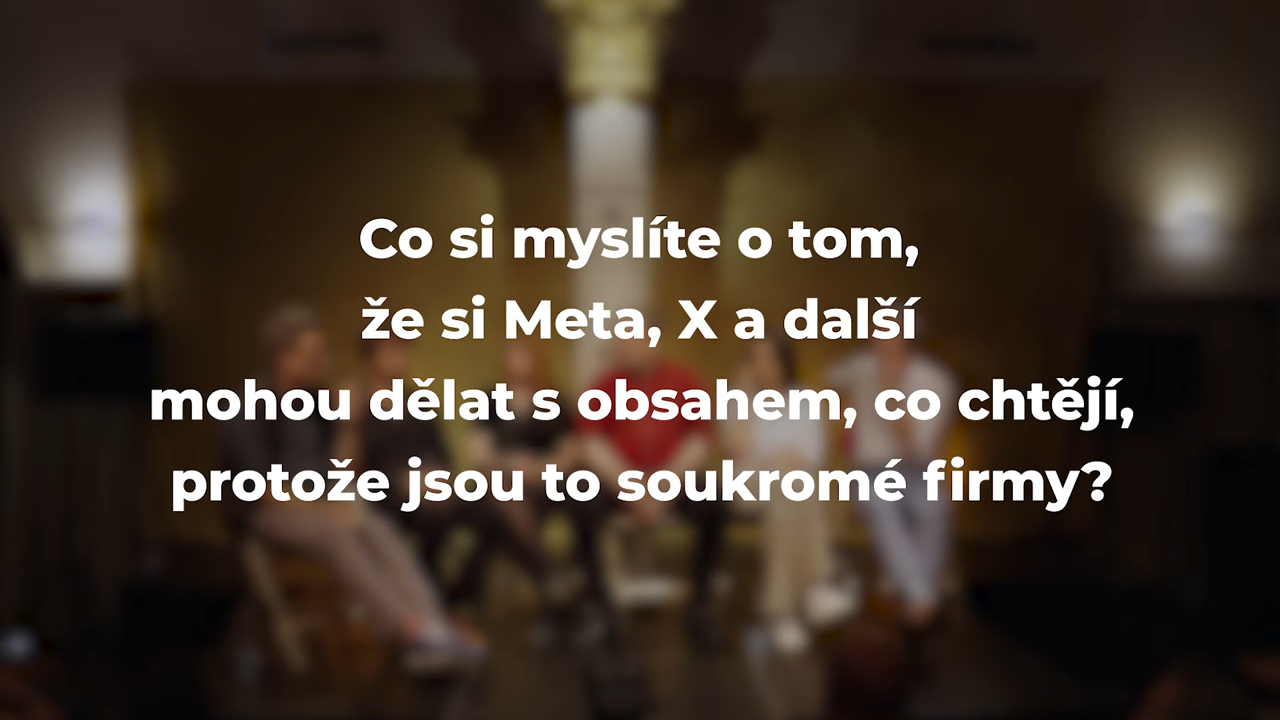 Co si myslíte o tom,
že si Meta, X a další
mohou dělat s obsahem, co chtějí,
protože jsou to soukromé firmy?